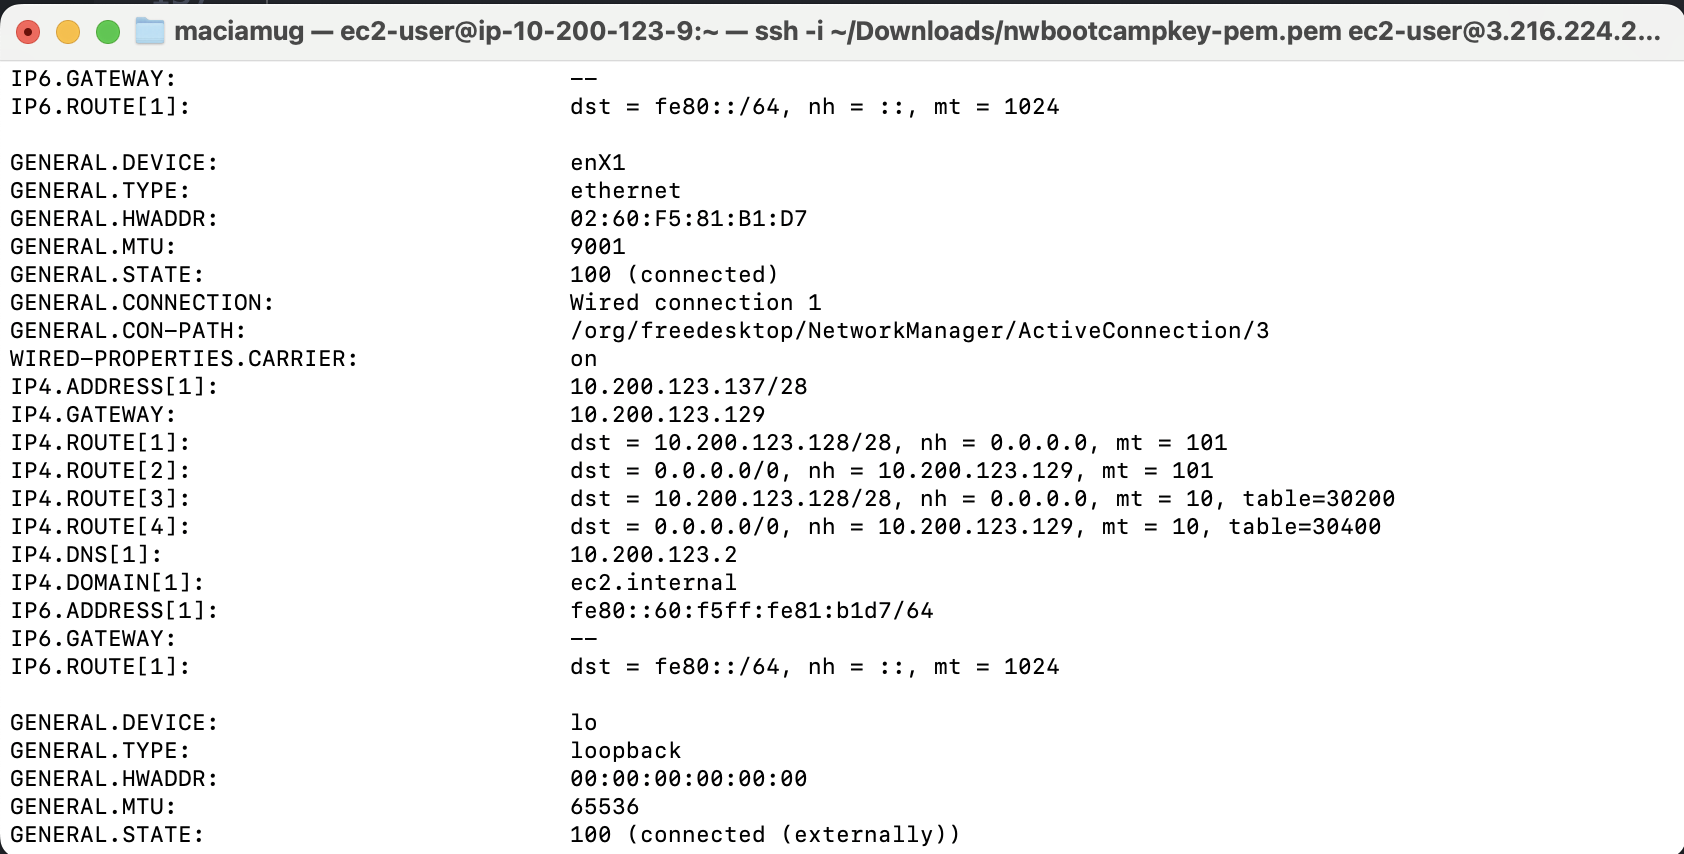 maciamug — ec2-user@ip-10-200-123-9:~ — ssh -i ~/Downloads/nwbootcampkey-pem.pem ec2-user@3.216.224.2...
IP6.GATEWAY: --
IP6.ROUTE[1]: dst = fe80::/64, nh = ::, mt = 1024
GENERAL.DEVICE: enX1
GENERAL.TYPE: ethernet
GENERAL.HWADDR: 02:60:F5:81:B1:D7
GENERAL.MTU: 9001
GENERAL.STATE: 100 (connected)
GENERAL.CONNECTION: Wired connection 1
GENERAL.CON-PATH: /org/freedesktop/NetworkManager/ActiveConnection/3
WIRED-PROPERTIES.CARRIER: on
IP4.ADDRESS[1]: 10.200.123.137/28
IP4.GATEWAY: 10.200.123.129
IP4.ROUTE[1]: dst = 10.200.123.128/28, nh = 0.0.0.0, mt = 101
IP4.ROUTE[2]: dst = 0.0.0.0/0, nh = 10.200.123.129, mt = 101
IP4.ROUTE[3]: dst = 10.200.123.128/28, nh = 0.0.0.0, mt = 10, table=30200
IP4.ROUTE[4]: dst = 0.0.0.0/0, nh = 10.200.123.129, mt = 10, table=30400
IP4.DNS[1]: 10.200.123.2
IP4.DOMAIN[1]: ec2.internal
IP6.ADDRESS[1]: fe80::60:f5ff:fe81:b1d7/64
IP6.GATEWAY: --
IP6.ROUTE[1]: dst = fe80::/64, nh = ::, mt = 1024
GENERAL.DEVICE: lo
GENERAL.TYPE: loopback
GENERAL.HWADDR: 00:00:00:00:00:00
GENERAL.MTU: 65536
GENERAL.STATE: 100 (connected (externally))